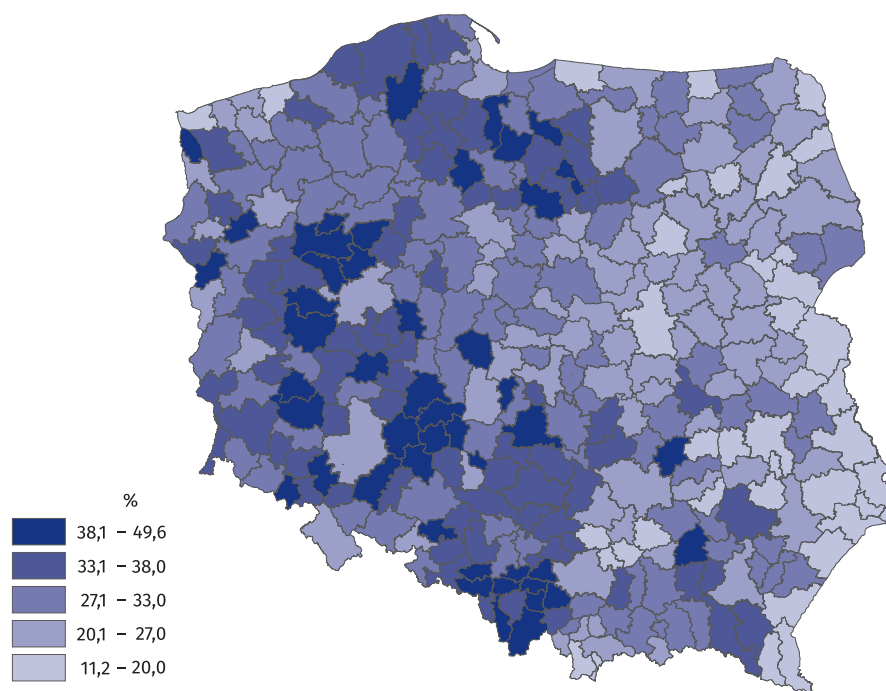 %
38,1 – 49,6
33,1 – 38,0
27,1 – 33,0
20,1 – 27,0
11,2 – 20,0